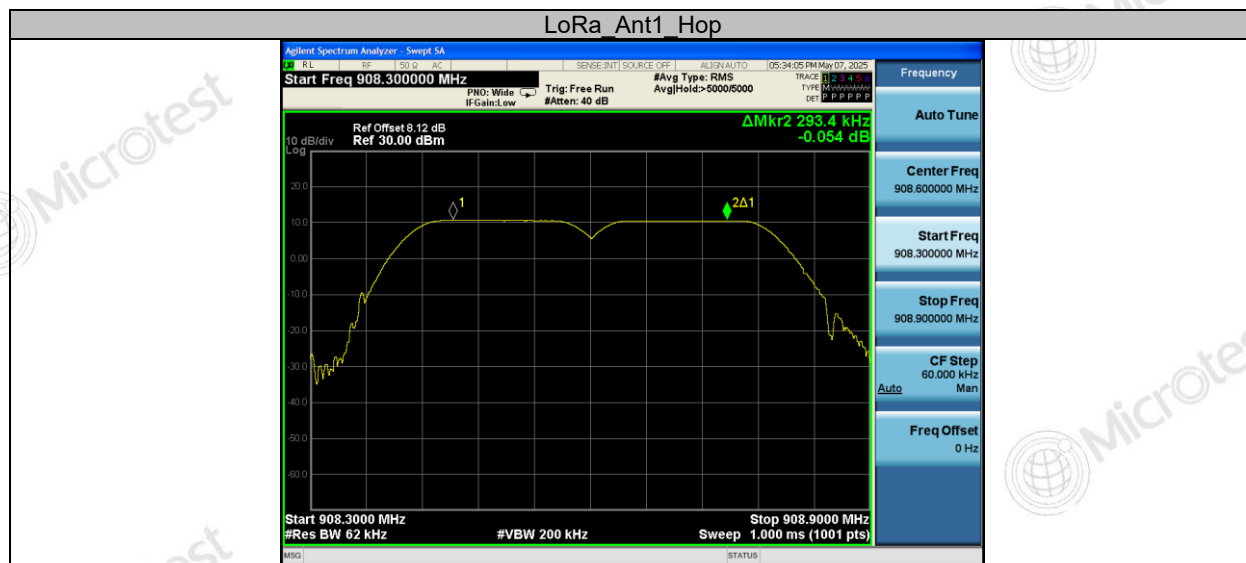 LoRa_Ant1_Hop
Agilent Spectrum Analyzer - Swept SA
RL RF 50 Ω AC SENSE:INT SOURCE OFF ALIGN AUTO 05:34:05 PM May 07, 2025
Start Freq 908.300000 MHz
PNO: Wide
IFGain:Low
Trig: Free Run
#Atten: 40 dB
#Avg Type: RMS
Avg|Hold:>5000/5000
TRACE 1 2 3 4 5 6
TYPE M
DET P P P P P P
ΔMkr2 293.4 kHz
-0.054 dB
Ref Offset 8.12 dB
10 dB/div Ref 30.00 dBm
Log
20.0
10.0
0.00
-10.0
-20.0
-30.0
-40.0
-50.0
-60.0
1
2Δ1
Start 908.3000 MHz Stop 908.9000 MHz
#Res BW 62 kHz #VBW 200 kHz Sweep 1.000 ms (1001 pts)
MSG STATUS
Frequency
Auto Tune
Center Freq
908.600000 MHz
Start Freq
908.300000 MHz
Stop Freq
908.900000 MHz
CF Step
60.000 kHz
Auto Man
Freq Offset
0 Hz
Microtest
Microtest